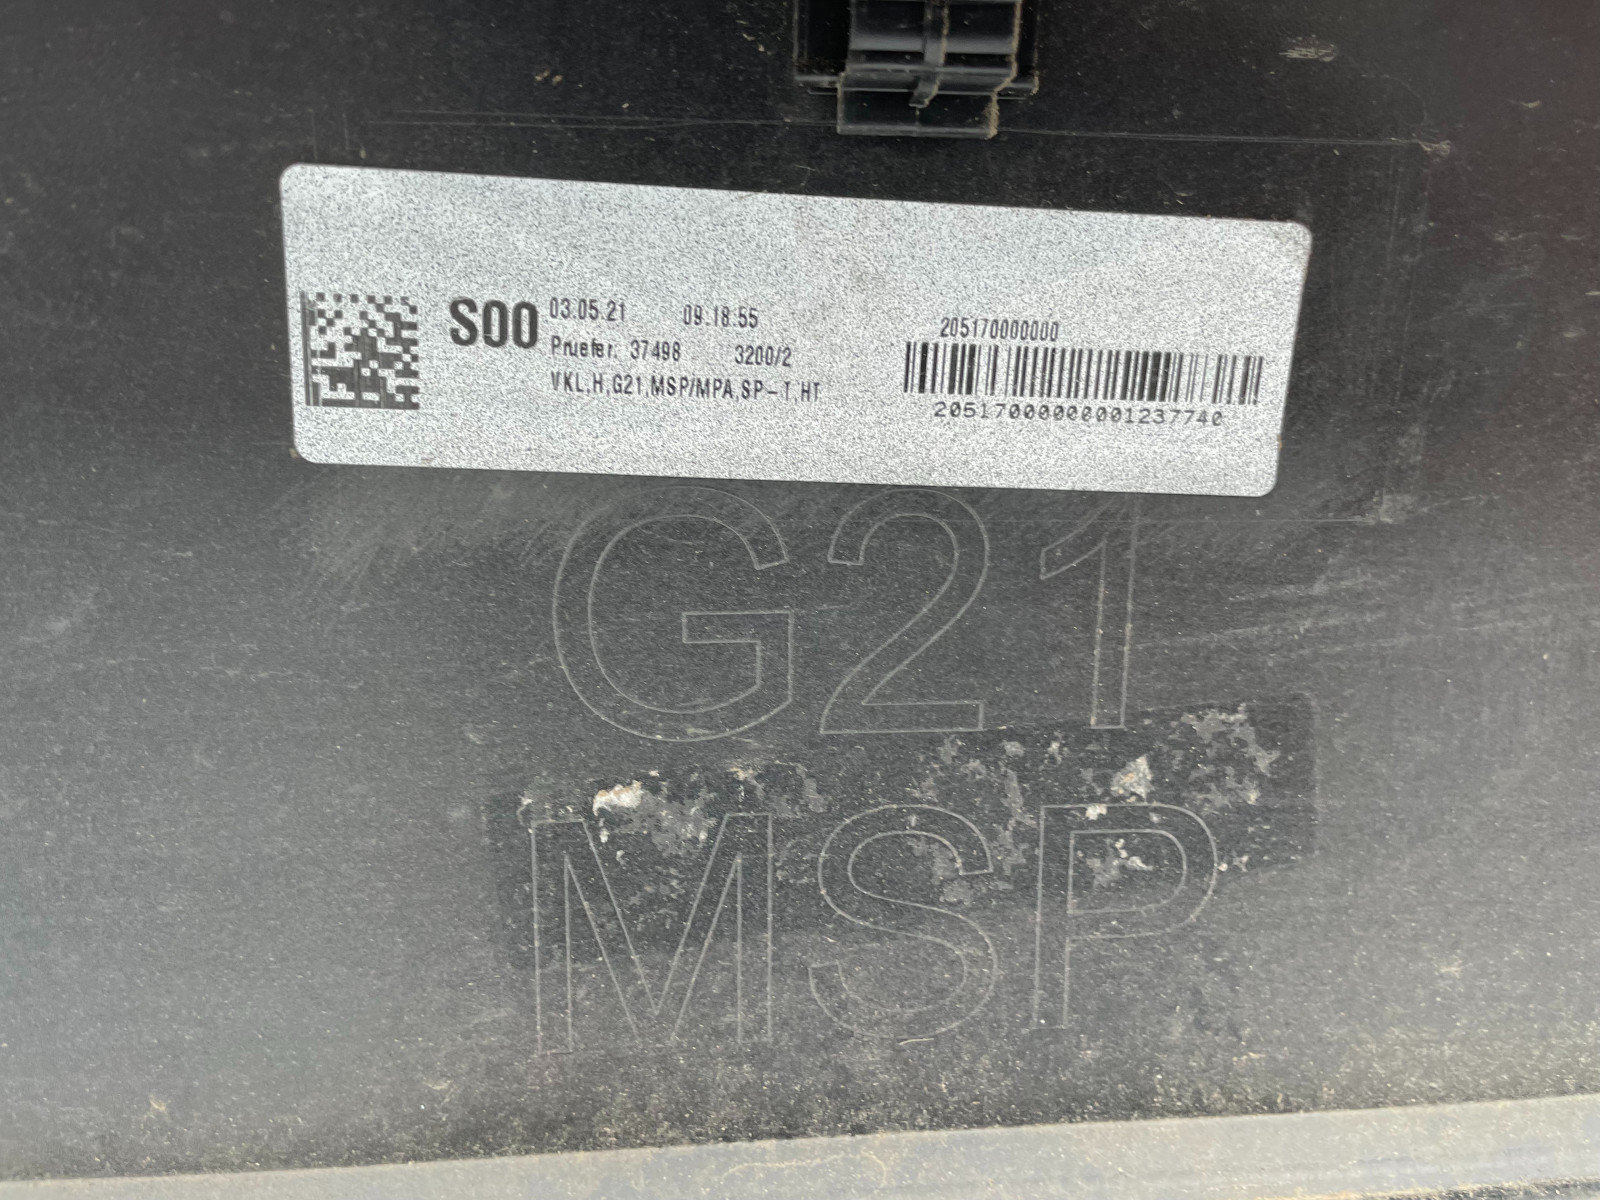 S00
03.05.21 09.18.55
Pruefer: 37498 3200/2
VKL,H,G21,MSP/MPA,SP-T,HT
205170000000
205170000000001237740
G21
MSP